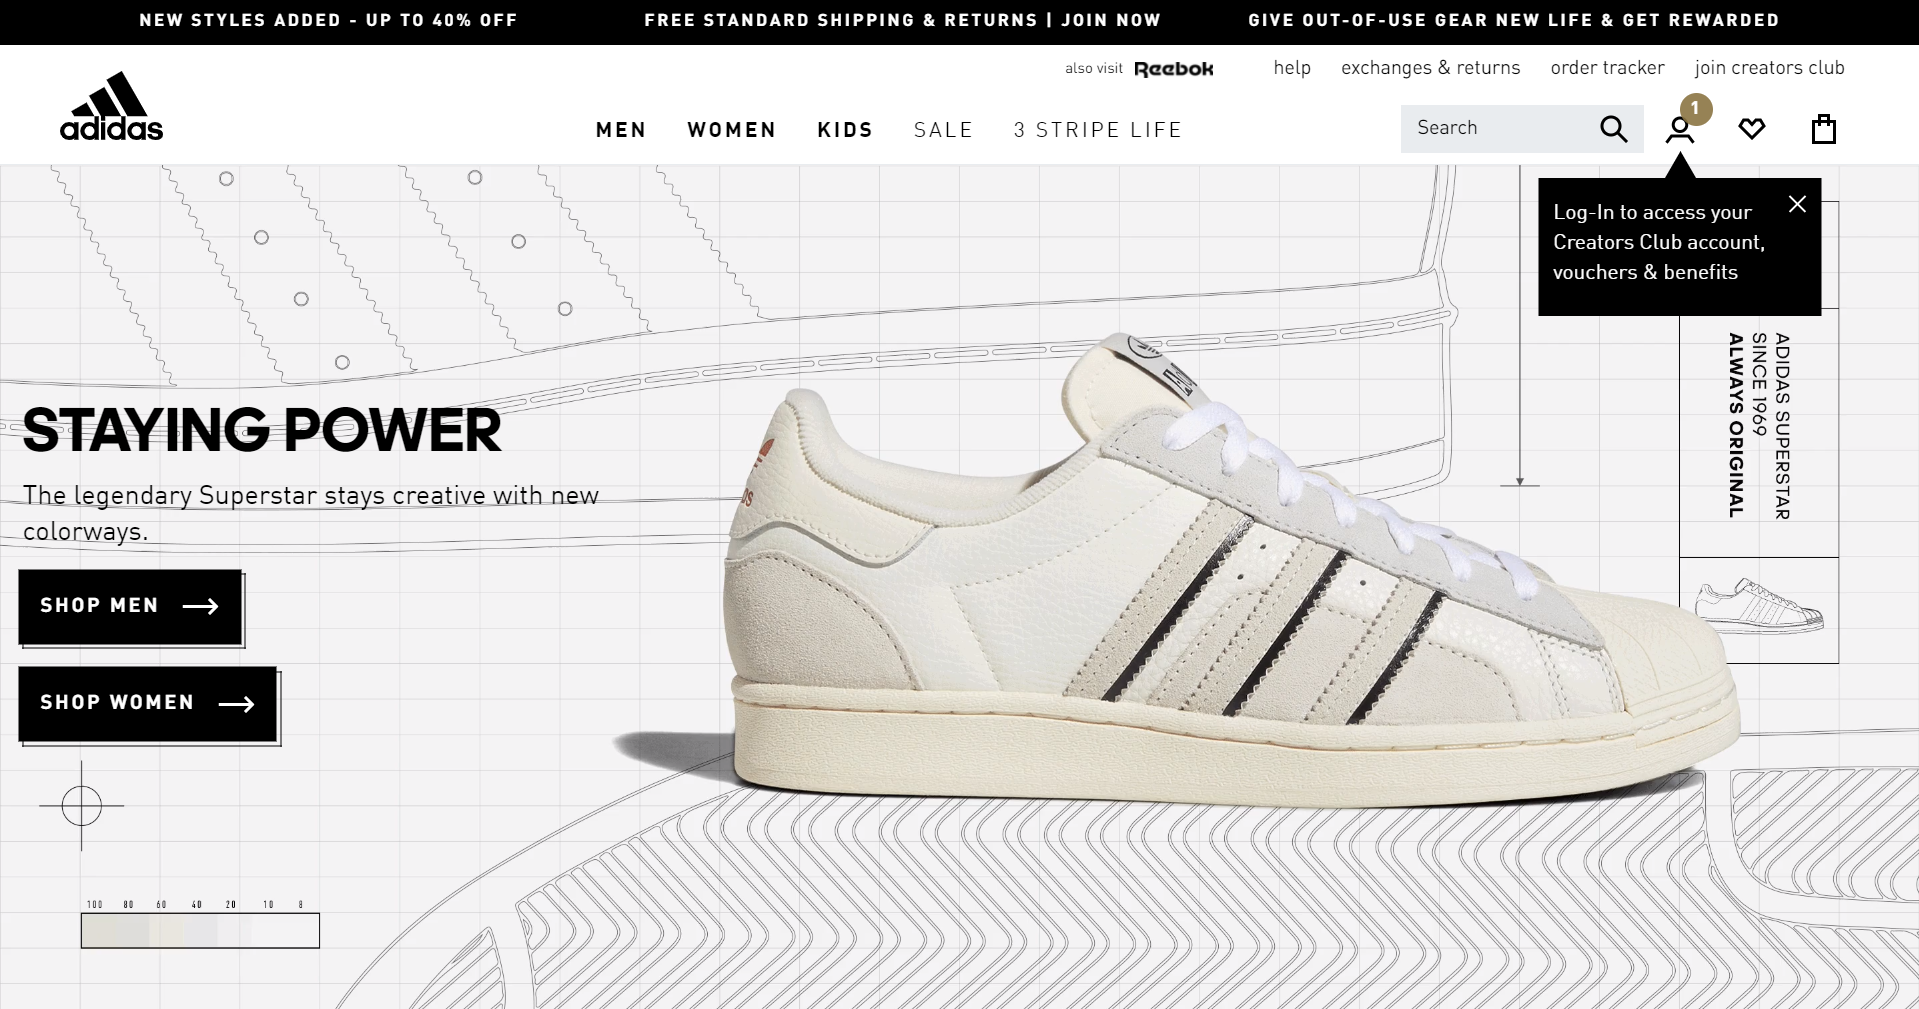 NEW STYLES ADDED - UP TO 40% OFF
FREE STANDARD SHIPPING & RETURNS | JOIN NOW
GIVE OUT-OF-USE GEAR NEW LIFE & GET REWARDED
also visit Reebok
help
exchanges & returns
order tracker
join creators club
adidas
MEN
WOMEN
KIDS
SALE
3 STRIPE LIFE
Search
1
Log-In to access your
Creators Club account,
vouchers & benefits
STAYING POWER
The legendary Superstar stays creative with new
colorways.
SHOP MEN
SHOP WOMEN
ADIDAS SUPERSTAR
SINCE 1969
ALWAYS ORIGINAL
100 80 60 40 20 10 8